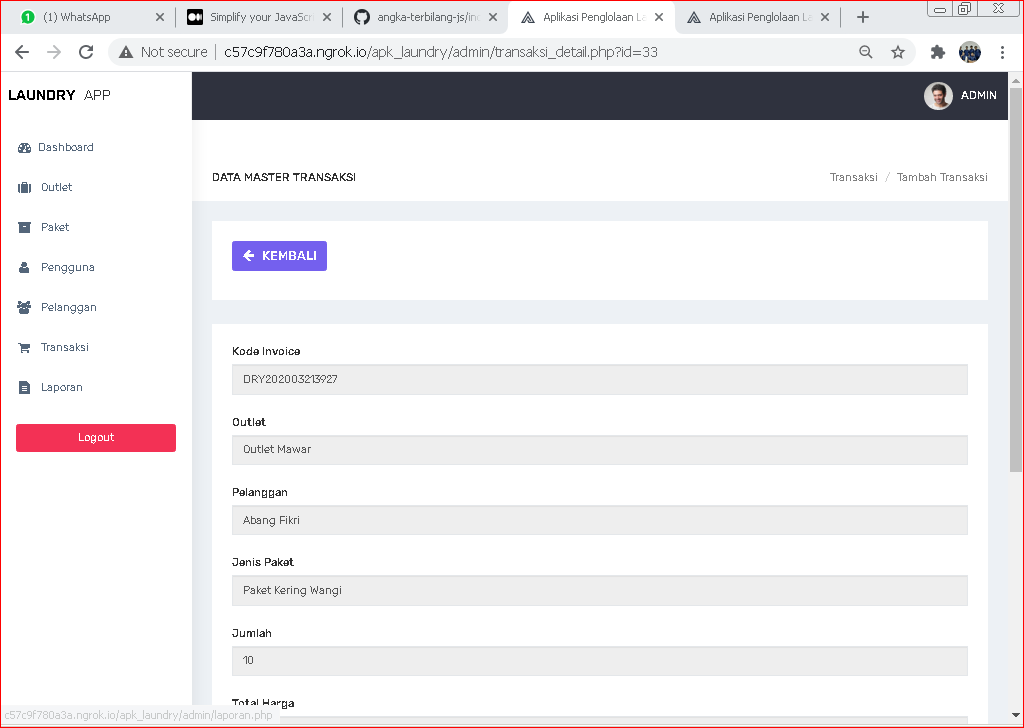 (1) WhatsApp
Simplify your JavaScri
angka-terbilang-js/in
Aplikasi Penglolaan La
Aplikasi Penglolaan La
Not secure
c57c9f780a3a.ngrok.io/apk_laundry/admin/transaksi_detail.php?id=33
LAUNDRY APP
ADMIN
Dashboard
Outlet
Paket
Pengguna
Pelanggan
Transaksi
Laporan
Logout
DATA MASTER TRANSAKSI
Transaksi / Tambah Transaksi
KEMBALI
Kode Invoice
DRY202003213927
Outlet
Outlet Mawar
Pelanggan
Abang Fikri
Jenis Paket
Paket Kering Wangi
Jumlah
10
Total Harga
c57c9f780a3a.ngrok.io/apk_laundry/admin/laporan.php